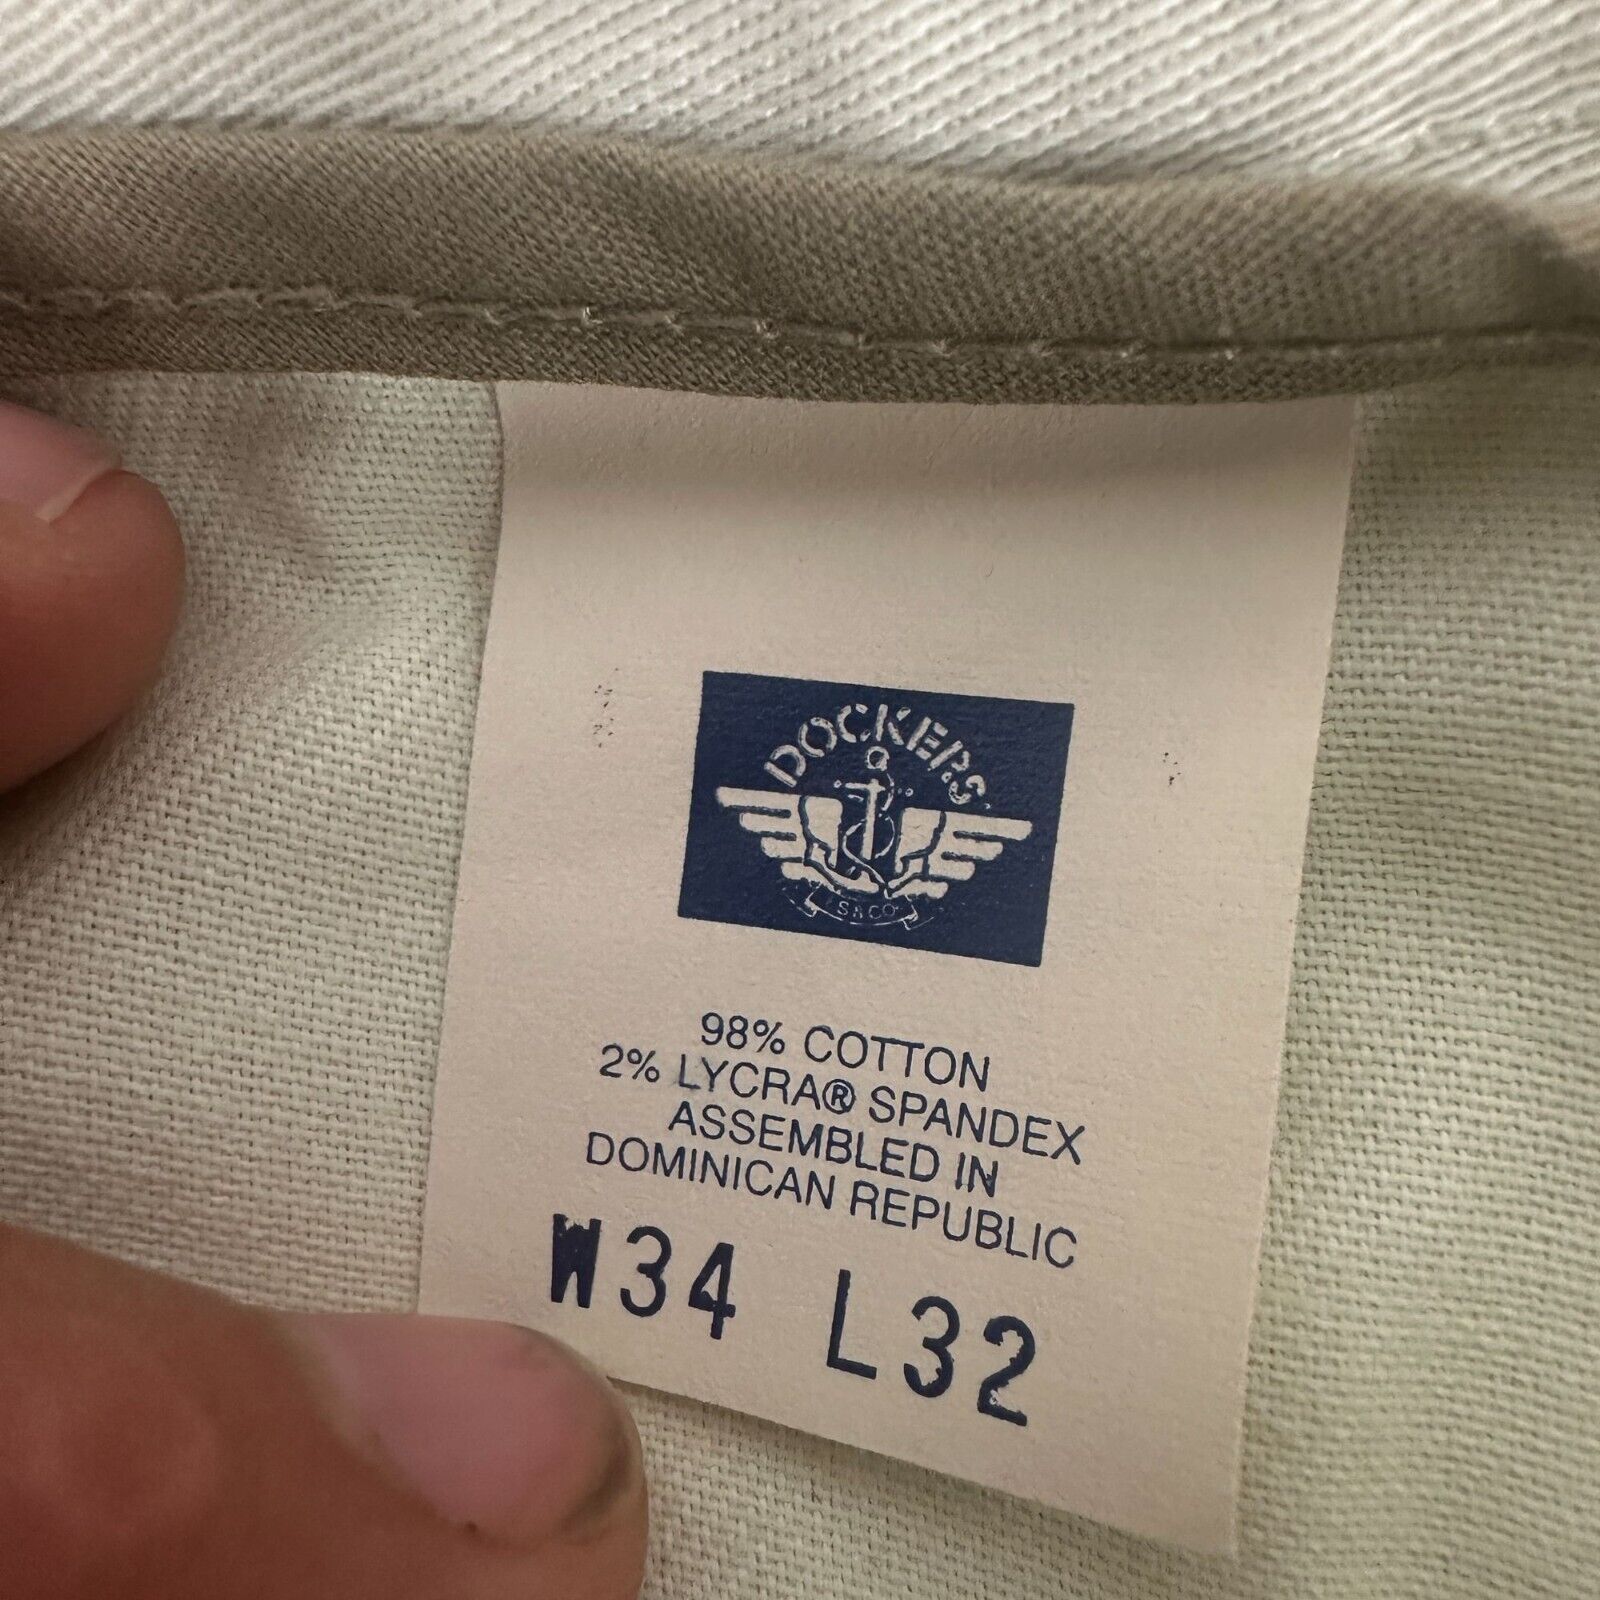 DOCKERS
LS&CO
98% COTTON
2% LYCRA® SPANDEX
ASSEMBLED IN
DOMINICAN REPUBLIC
W34 L32